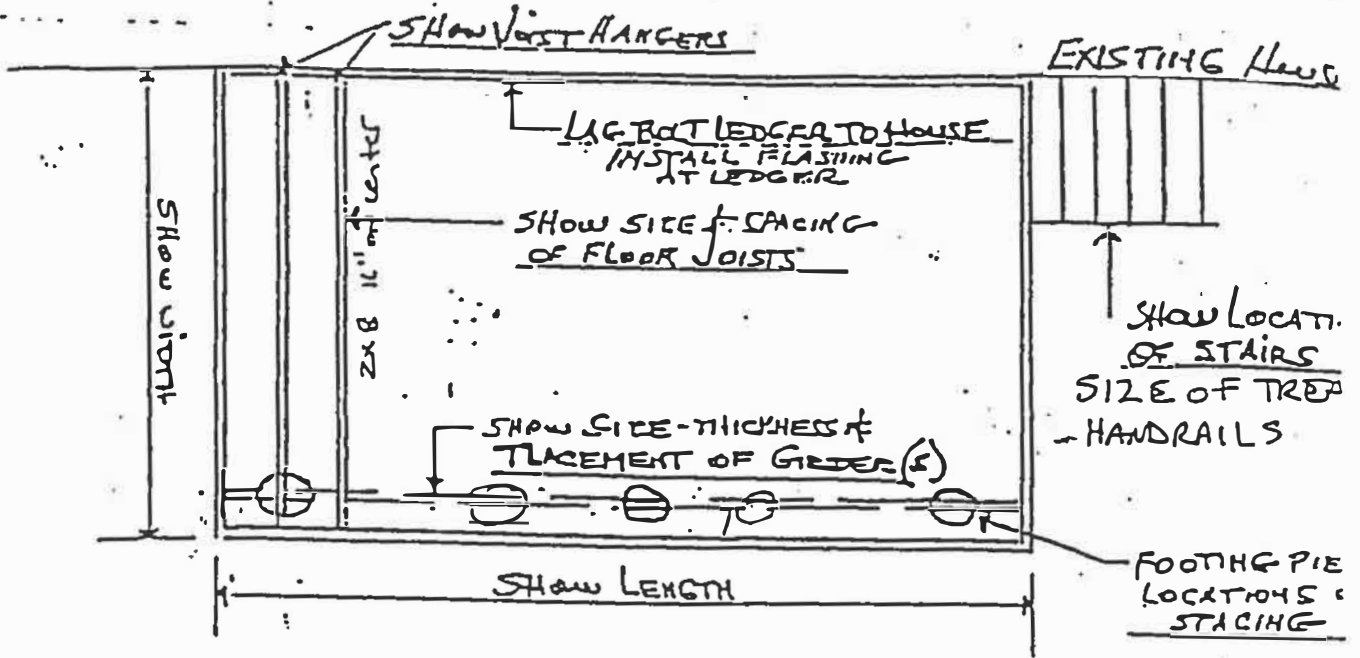 SHOW JOIST HANGERS
EXISTING HOUS
LAG BOLT LEDGER TO HOUSE
INSTALL FLASHING
AT LEDGER
SHOW SIZE & SPACING
OF FLOOR JOISTS
2x8 16" center
SHOW WIDTH
SHOW LOCATI
OF STAIRS
SIZE OF TREA
- HANDRAILS
SHOW SIZE-THICKNESS &
PLACEMENT OF GIRDER(S)
FOOTING PIE
LOCATIONS
SPACING
SHOW LENGTH